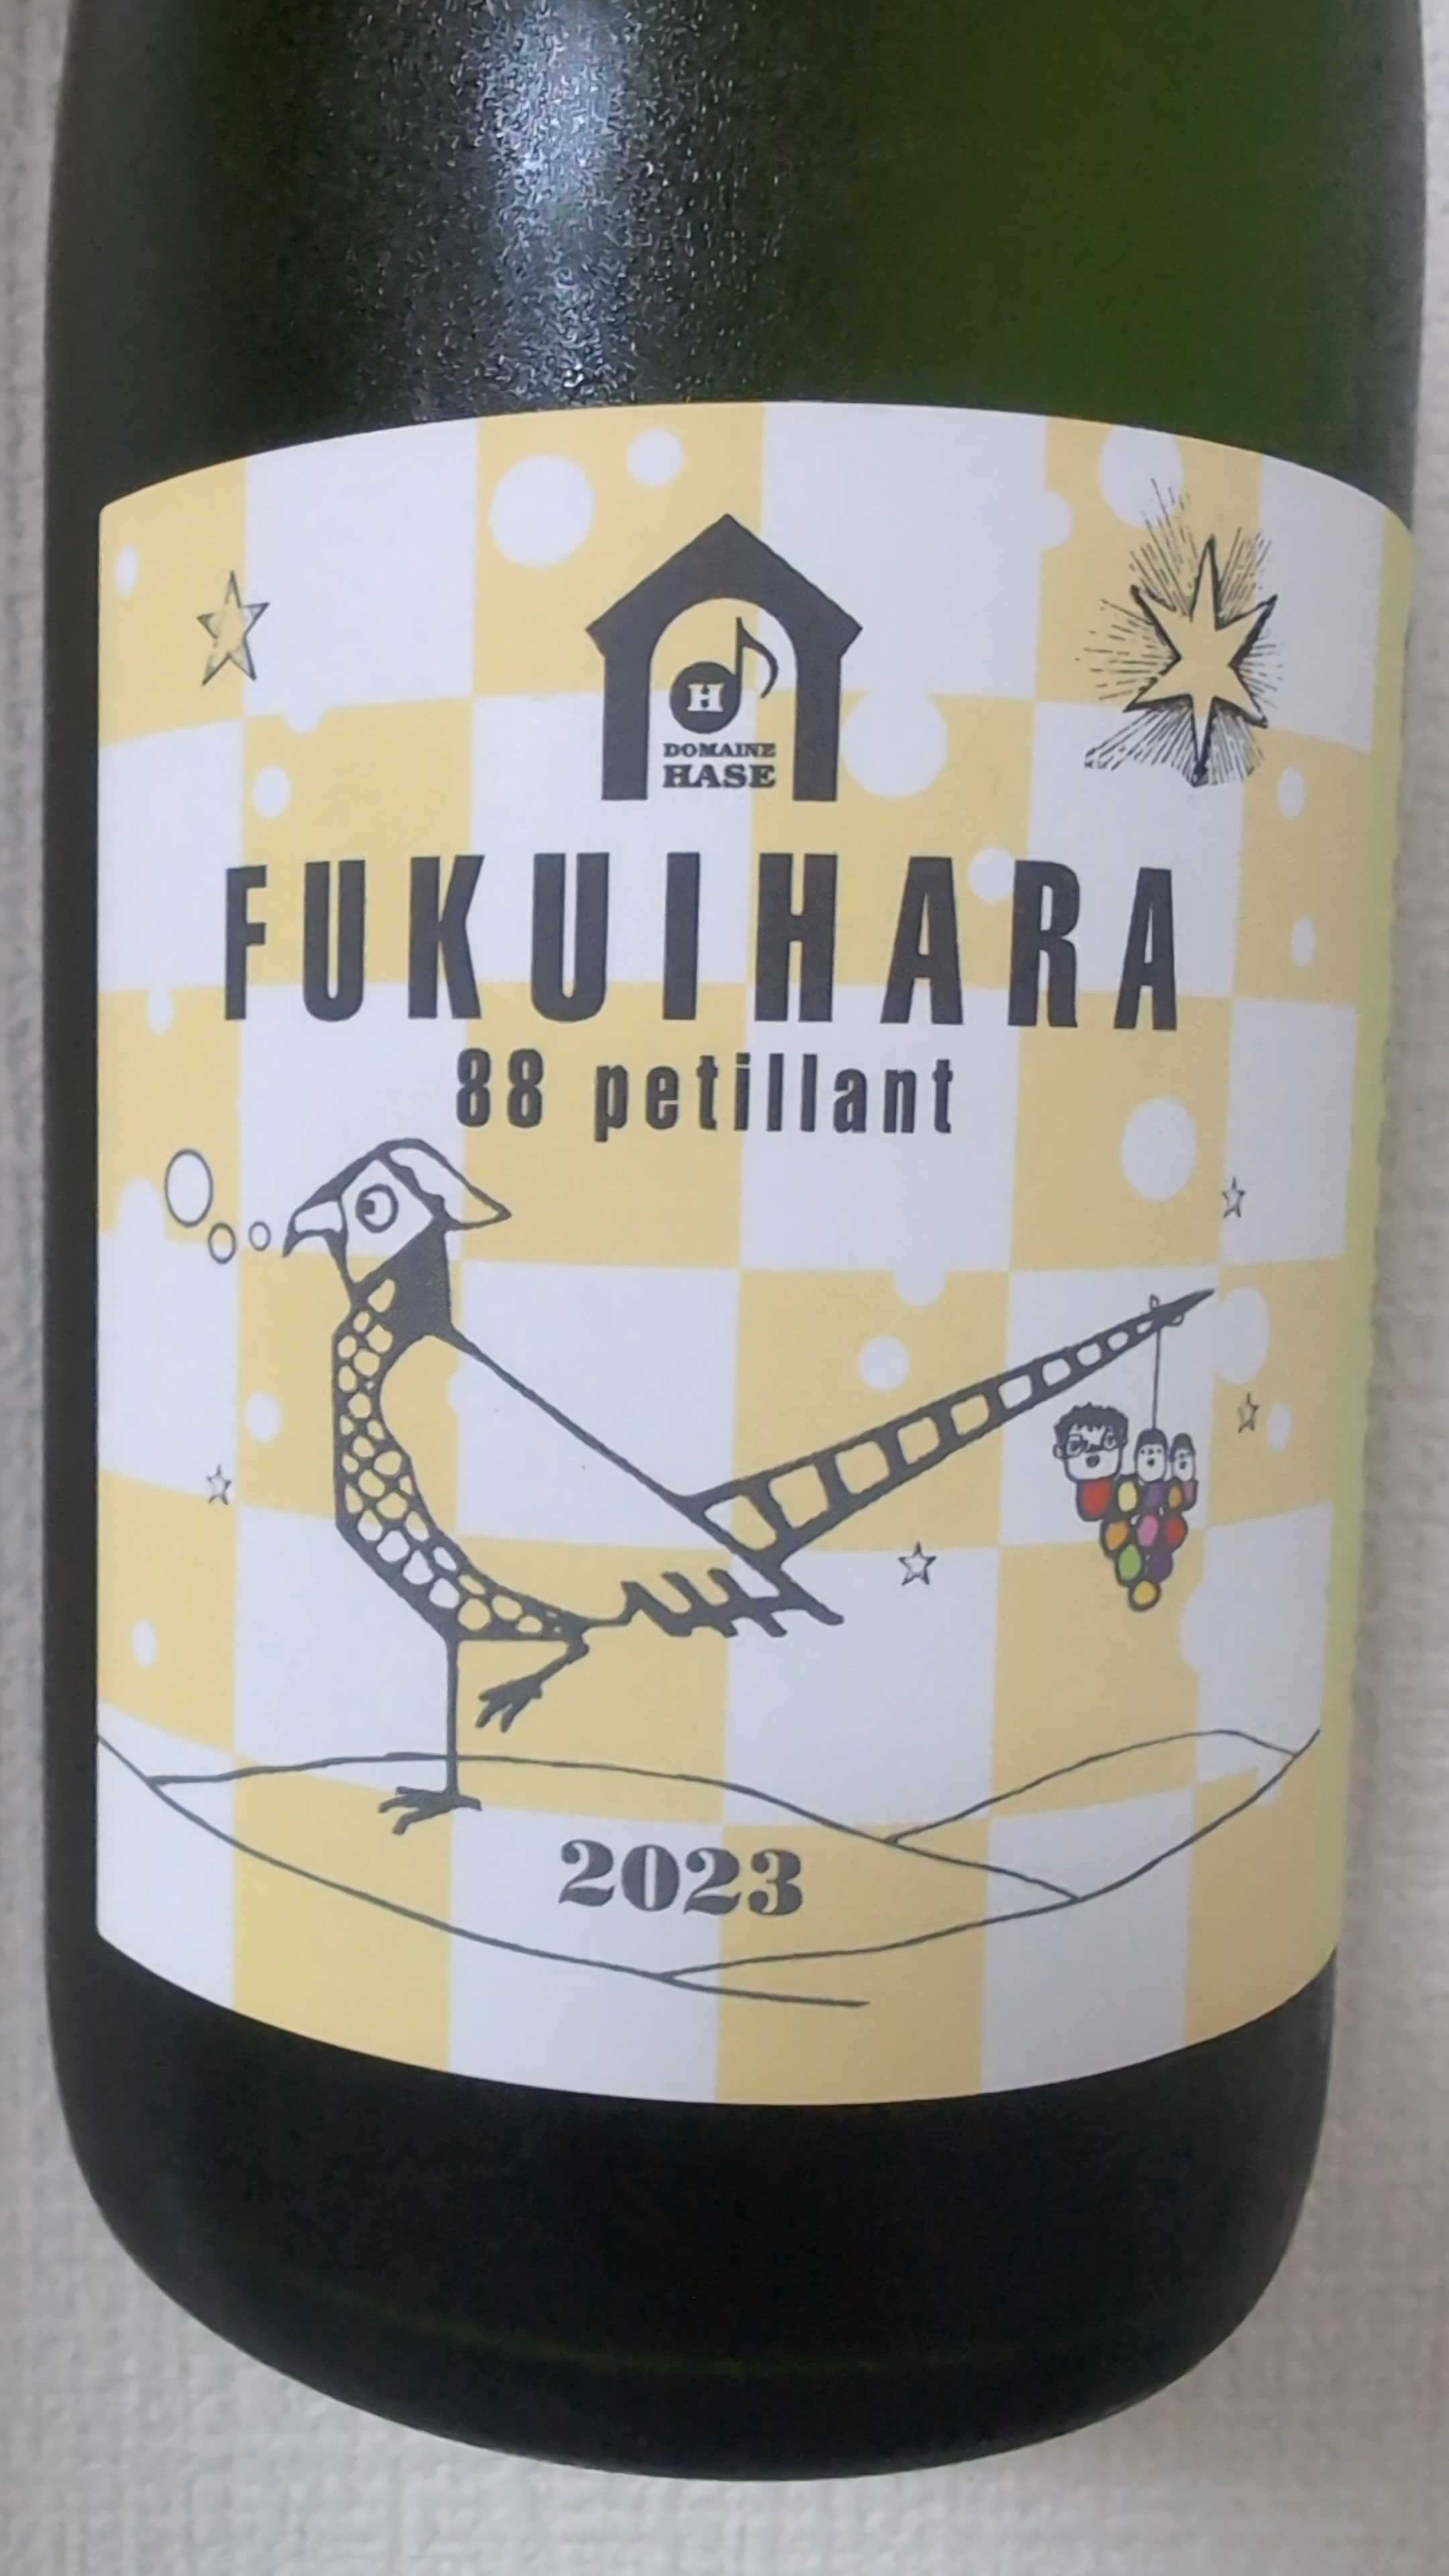 H
DOMAINE
HASE
FUKUIHARA
88 petillant
2023